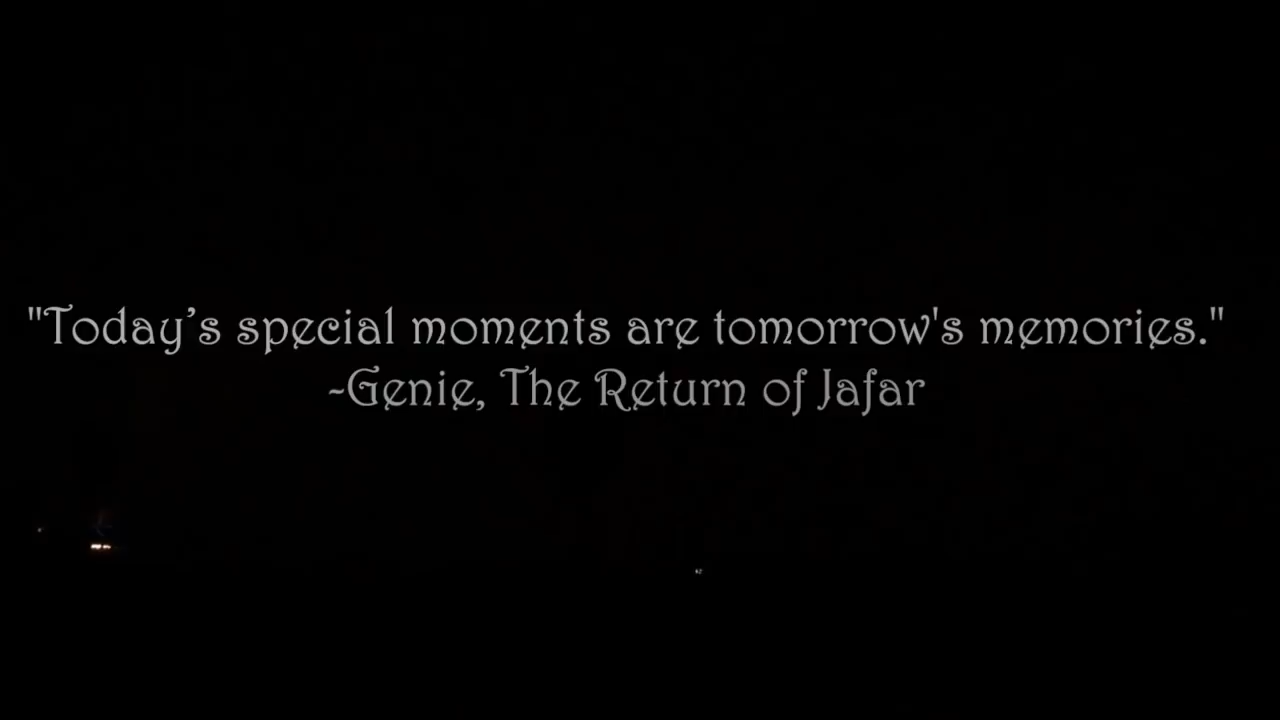 "Today’s special moments are tomorrow's memories."
-Genie, The Return of Jafar